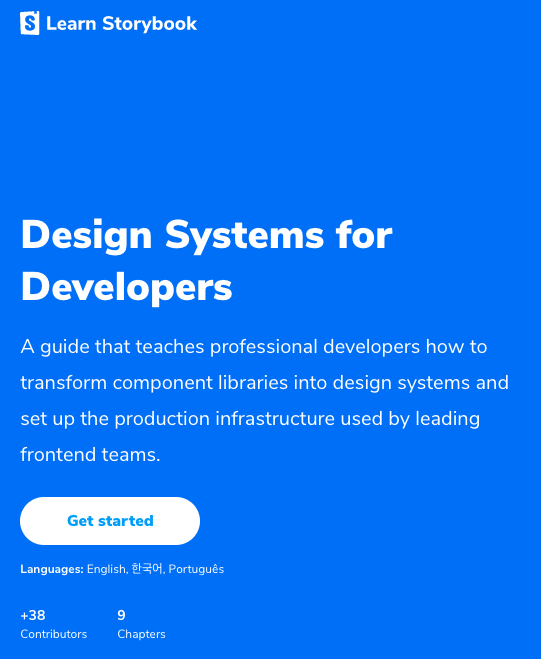 Learn Storybook
Design Systems for
Developers
A guide that teaches professional developers how to
transform component libraries into design systems and
set up the production infrastructure used by leading
frontend teams.
Get started
Languages: English, 한국어, Português
+38
Contributors
9
Chapters